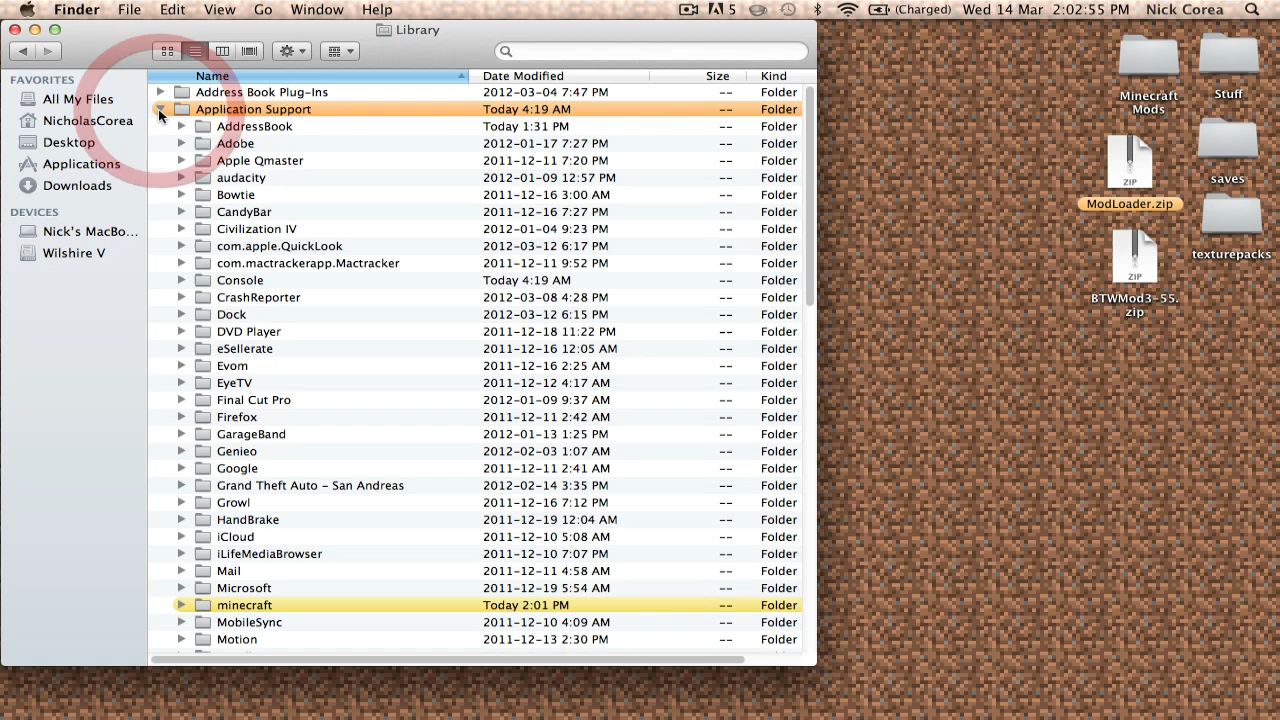 Finder File Edit View Go Window Help 5 (Charged) Wed 14 Mar 2:02:55 PM Nick Corea
Library
FAVORITES
All My Files
NicholasCorea
Desktop
Applications
Downloads
DEVICES
Nick's MacBo...
Wilshire V
Name Date Modified Size Kind
Address Book Plug-Ins 2012-03-04 7:47 PM -- Folder
Application Support Today 4:19 AM -- Folder
AddressBook Today 1:31 PM -- Folder
Adobe 2012-01-17 7:27 PM -- Folder
Apple Qmaster 2011-12-11 7:20 PM -- Folder
audacity 2012-01-09 12:57 PM -- Folder
Bowtie 2012-01-13 3:00 AM -- Folder
CandyBar 2011-12-16 7:27 PM -- Folder
Civilization IV 2012-01-04 9:23 PM -- Folder
com.apple.QuickLook 2012-03-12 6:17 PM -- Folder
com.mactrackerapp.Mactracker 2011-12-11 9:52 PM -- Folder
Console Today 4:19 AM -- Folder
CrashReporter 2012-03-08 4:28 PM -- Folder
Dock 2012-03-12 6:15 PM -- Folder
DVD Player 2011-12-18 11:22 PM -- Folder
eSellerate 2011-12-16 12:05 AM -- Folder
Evom 2011-12-16 2:25 AM -- Folder
EyeTV 2011-12-12 4:17 AM -- Folder
Final Cut Pro 2012-01-09 9:37 AM -- Folder
Firefox 2011-12-11 2:42 AM -- Folder
GarageBand 2012-01-13 1:25 PM -- Folder
Genieo 2012-02-03 1:07 AM -- Folder
Google 2011-12-11 2:41 AM -- Folder
Grand Theft Auto - San Andreas 2012-02-14 3:35 PM -- Folder
Growl 2011-12-16 7:12 PM -- Folder
HandBrake 2011-12-19 12:04 AM -- Folder
iCloud 2011-12-10 5:08 AM -- Folder
iLifeMediaBrowser 2011-12-10 7:07 PM -- Folder
Mail 2011-12-11 4:58 AM -- Folder
Microsoft 2011-12-19 5:54 AM -- Folder
minecraft Today 2:01 PM -- Folder
MobileSync 2011-12-10 4:09 AM -- Folder
Motion 2011-12-13 2:30 PM -- Folder
Minecraft
Mods
Stuff
ZIP
ModLoader.zip
saves
ZIP
BTWMod3-55.
zip
texturepacks